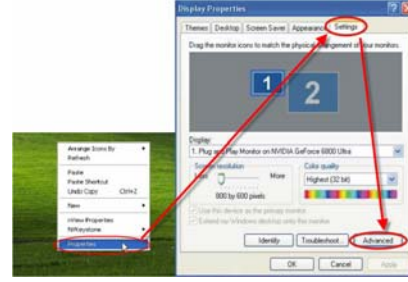 Display Properties
Themes Desktop Screen Saver Appearance Settings
Drag the monitor icons to match the physical arrangement of your monitors.
1
2
Display:
1. Plug and Play Monitor on NVIDIA GeForce 6800 Ultra
Screen resolution
Less More
800 by 600 pixels
Color quality
Highest (32 bit)
Use this device as the primary monitor
Extend my Windows desktop onto this monitor
Identify Troubleshoot... Advanced
OK Cancel Apply
Arrange Icons By
Refresh
Paste
Paste Shortcut
Undo Copy Ctrl+Z
New
nView Properties
NVKeystone
Properties